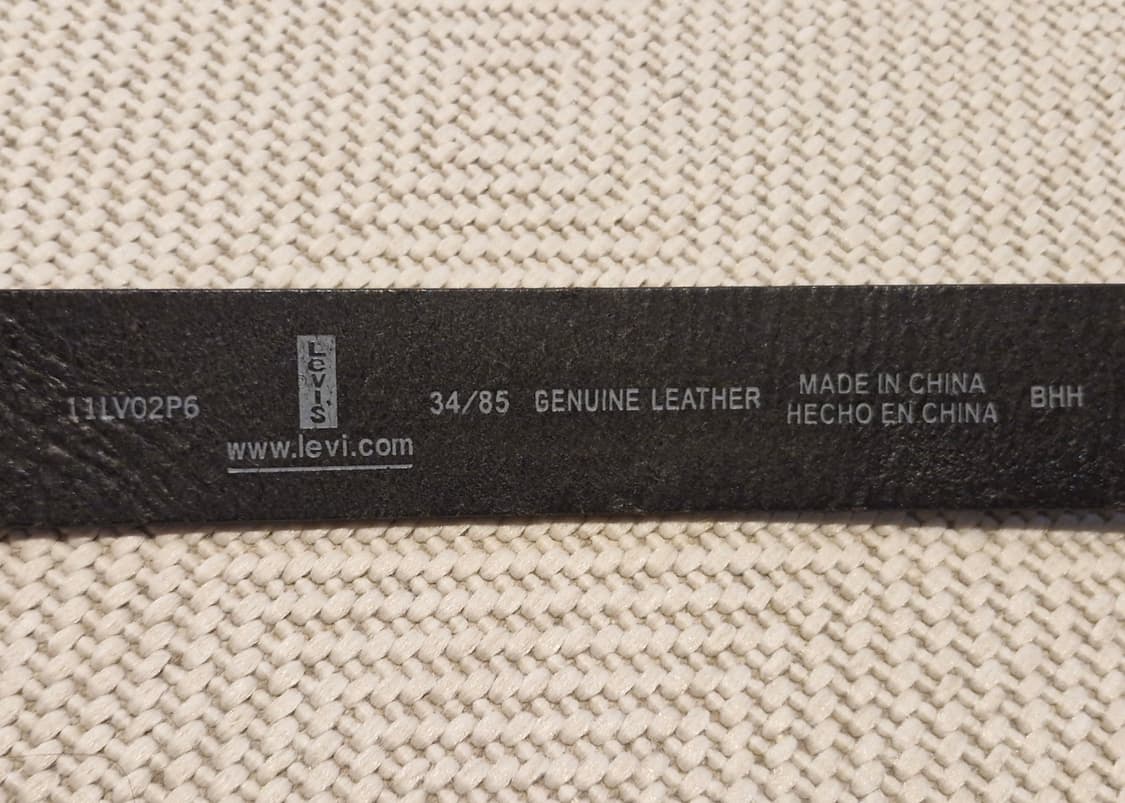 11LV02P6
LEVI'S
www.levi.com
34/85 GENUINE LEATHER
MADE IN CHINA
HECHO EN CHINA
BHH